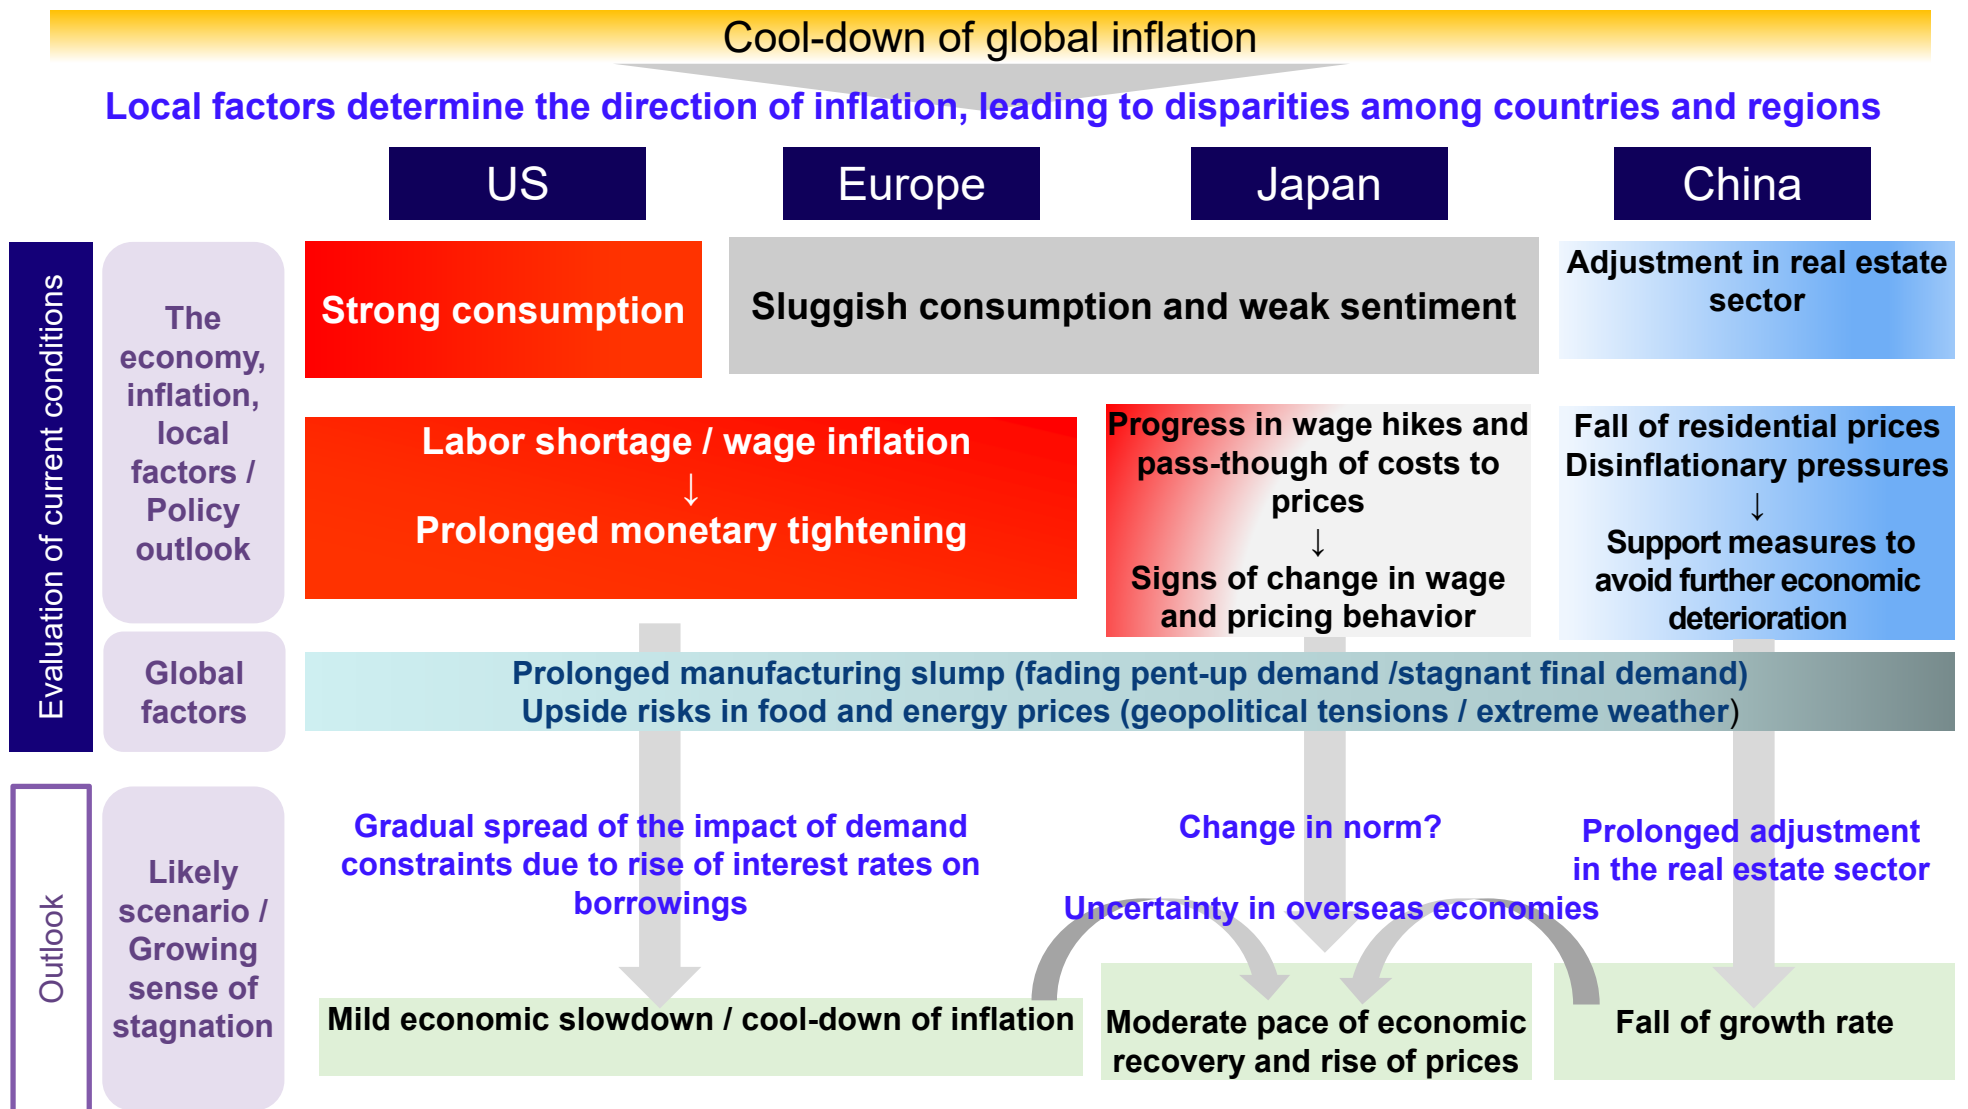 Cool-down of global inflation
Local factors determine the direction of inflation, leading to disparities among countries and regions
US
Europe
Japan
China
Evaluation of current conditions
The
economy,
inflation,
local
factors /
Policy
outlook
Strong consumption
Sluggish consumption and weak sentiment
Adjustment in real estate
sector
Labor shortage / wage inflation
↓
Prolonged monetary tightening
Progress in wage hikes and
pass-though of costs to
prices
↓
Signs of change in wage
and pricing behavior
Fall of residential prices
Disinflationary pressures
↓
Support measures to
avoid further economic
deterioration
Global
factors
Prolonged manufacturing slump (fading pent-up demand /stagnant final demand)
Upside risks in food and energy prices (geopolitical tensions / extreme weather)
Outlook
Likely
scenario /
Growing
sense of
stagnation
Gradual spread of the impact of demand
constraints due to rise of interest rates on
borrowings
Change in norm?
Uncertainty in overseas economies
Prolonged adjustment
in the real estate sector
Mild economic slowdown / cool-down of inflation
Moderate pace of economic
recovery and rise of prices
Fall of growth rate